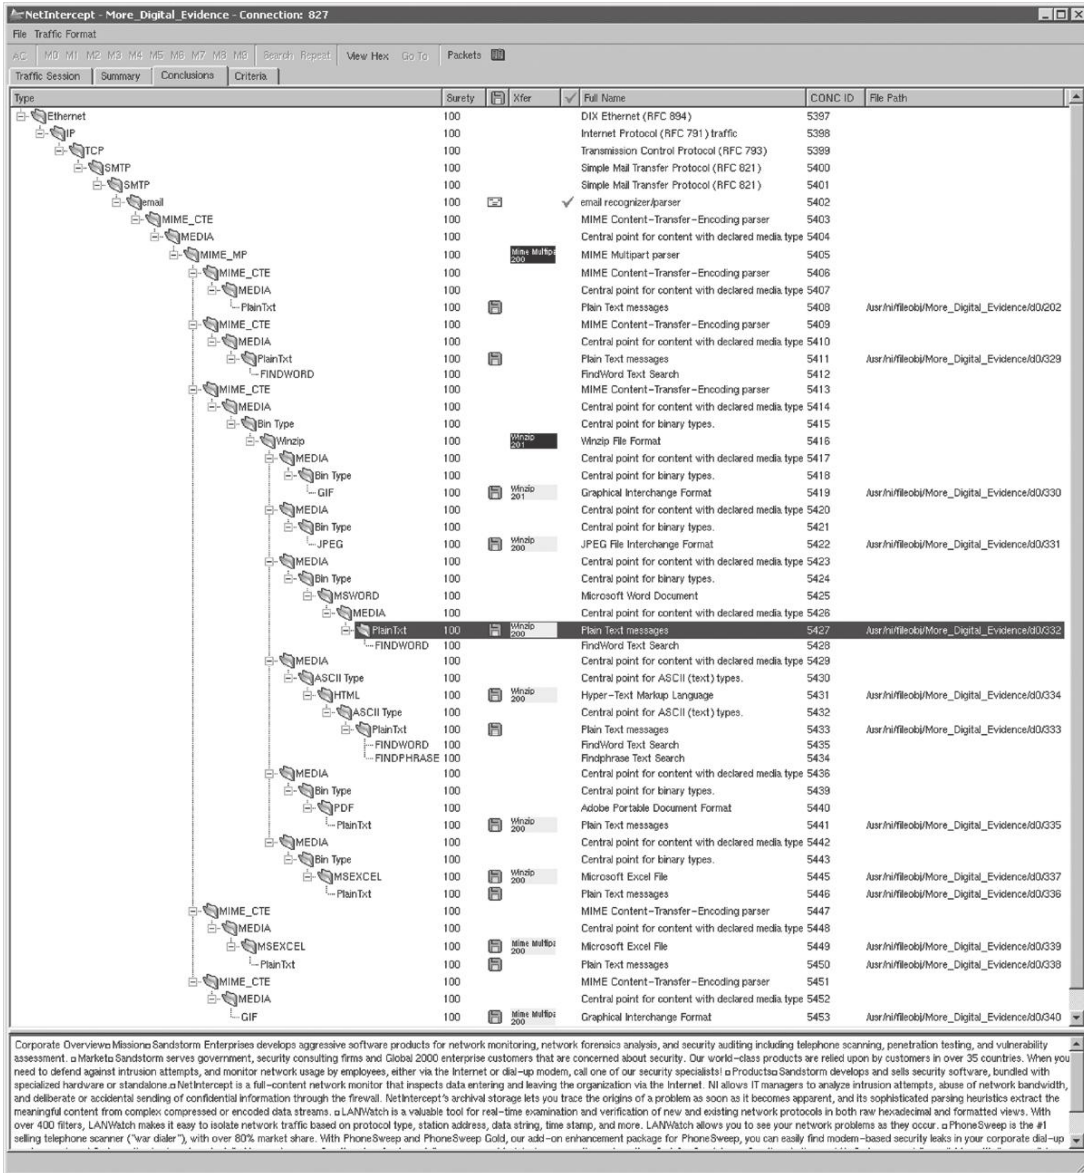 NetIntercept - More_Digital_Evidence - Connection: 827
File Traffic Format
AC M0 M1 M2 M3 M4 M5 M6 M7 M8 M9 Search Repeat View Hex Go To Packets
Traffic Session Summary Conclusions Criteria
Type Surety Xfer Full Name CONC ID File Path
Ethernet 100 DIX Ethernet (RFC 894) 5397
IP 100 Internet Protocol (RFC 791) traffic 5398
TCP 100 Transmission Control Protocol (RFC 793) 5399
SMTP 100 Simple Mail Transfer Protocol (RFC 821) 5400
SMTP 100 Simple Mail Transfer Protocol (RFC 821) 5401
email 100 email recognizer/parser 5402
MIME_CTE 100 MIME Content-Transfer-Encoding parser 5403
MEDIA 100 Central point for content with declared media type 5404
MIME_MP 100 Mime Multipa 200 MIME Multipart parser 5405
MIME_CTE 100 MIME Content-Transfer-Encoding parser 5406
MEDIA 100 Central point for content with declared media type 5407
PlainTxt 100 Plain Text messages 5408 /usr/ni/fileobj/More_Digital_Evidence/d0/202
MIME_CTE 100 MIME Content-Transfer-Encoding parser 5409
MEDIA 100 Central point for content with declared media type 5410
PlainTxt 100 Plain Text messages 5411 /usr/ni/fileobj/More_Digital_Evidence/d0/329
FINDWORD 100 FindWord Text Search 5412
MIME_CTE 100 MIME Content-Transfer-Encoding parser 5413
MEDIA 100 Central point for content with declared media type 5414
Bin Type 100 Central point for binary types. 5415
Winzip 100 Winzip 201 Winzip File Format 5416
MEDIA 100 Central point for content with declared media type 5417
Bin Type 100 Central point for binary types. 5418
GIF 100 Winzip 201 Graphical Interchange Format 5419 /usr/ni/fileobj/More_Digital_Evidence/d0/330
MEDIA 100 Central point for content with declared media type 5420
Bin Type 100 Central point for binary types. 5421
JPEG 100 Winzip 200 JPEG File Interchange Format 5422 /usr/ni/fileobj/More_Digital_Evidence/d0/331
MEDIA 100 Central point for content with declared media type 5423
Bin Type 100 Central point for binary types. 5424
MSWORD 100 Microsoft Word Document 5425
MEDIA 100 Central point for content with declared media type 5426
PlainTxt 100 Winzip 200 Plain Text messages 5427 /usr/ni/fileobj/More_Digital_Evidence/d0/332
FINDWORD 100 FindWord Text Search 5428
MEDIA 100 Central point for content with declared media type 5429
ASCII Type 100 Central point for ASCII (text) types. 5430
HTML 100 Winzip 200 Hyper-Text Markup Language 5431 /usr/ni/fileobj/More_Digital_Evidence/d0/334
ASCII Type 100 Central point for ASCII (text) types. 5432
PlainTxt 100 Plain Text messages 5433 /usr/ni/fileobj/More_Digital_Evidence/d0/333
FINDWORD 100 FindWord Text Search 5435
FINDPHRASE 100 Findphrase Text Search 5434
MEDIA 100 Central point for content with declared media type 5436
Bin Type 100 Central point for binary types. 5439
PDF 100 Adobe Portable Document Format 5440
PlainTxt 100 Winzip 200 Plain Text messages 5441 /usr/ni/fileobj/More_Digital_Evidence/d0/335
MEDIA 100 Central point for content with declared media type 5442
Bin Type 100 Central point for binary types. 5443
MSEXCEL 100 Winzip 200 Microsoft Excel File 5445 /usr/ni/fileobj/More_Digital_Evidence/d0/337
PlainTxt 100 Plain Text messages 5446 /usr/ni/fileobj/More_Digital_Evidence/d0/336
MIME_CTE 100 MIME Content-Transfer-Encoding parser 5447
MEDIA 100 Central point for content with declared media type 5448
MSEXCEL 100 Mime Multipa 200 Microsoft Excel File 5449 /usr/ni/fileobj/More_Digital_Evidence/d0/339
PlainTxt 100 Plain Text messages 5450 /usr/ni/fileobj/More_Digital_Evidence/d0/338
MIME_CTE 100 MIME Content-Transfer-Encoding parser 5451
MEDIA 100 Central point for content with declared media type 5452
GIF 100 Mime Multipa 200 Graphical Interchange Format 5453 /usr/ni/fileobj/More_Digital_Evidence/d0/340
Corporate Overview¤ Mission¤ Sandstorm Enterprises develops aggressive software products for network monitoring, network forensics analysis, and security auditing including telephone scanning, penetration testing, and vulnerability
assessment. ¤ Market¤ Sandstorm serves government, security consulting firms and Global 2000 enterprise customers that are concerned about security. Our world-class products are relied upon by customers in over 35 countries. When you
need to defend against intrusion attempts, and monitor network usage by employees, either via the Internet or dial-up modem, call one of our security specialists! ¤ Products¤ Sandstorm develops and sells security software, bundled with
specialized hardware or standalone.¤ NetIntercept is a full-content network monitor that inspects data entering and leaving the organization via the Internet. NI allows IT managers to analyze intrusion attempts, abuse of network bandwidth,
and deliberate or accidental sending of confidential information through the firewall. NetIntercept's archival storage lets you trace the origins of a problem as soon as it becomes apparent, and its sophisticated parsing heuristics extract the
meaningful content from complex compressed or encoded data streams. ¤ LANWatch is a valuable tool for real-time examination and verification of new and existing network protocols in both raw hexadecimal and formatted views. With
over 400 filters, LANWatch makes it easy to isolate network traffic based on protocol type, station address, data string, time stamp, and more. LANWatch allows you to see your network problems as they occur. ¤ PhoneSweep is the #1
selling telephone scanner ("war dialer"), with over 80% market share. With PhoneSweep and PhoneSweep Gold, our add-on enhancement package for PhoneSweep, you can easily find modem-based security leaks in your corporate dial-up